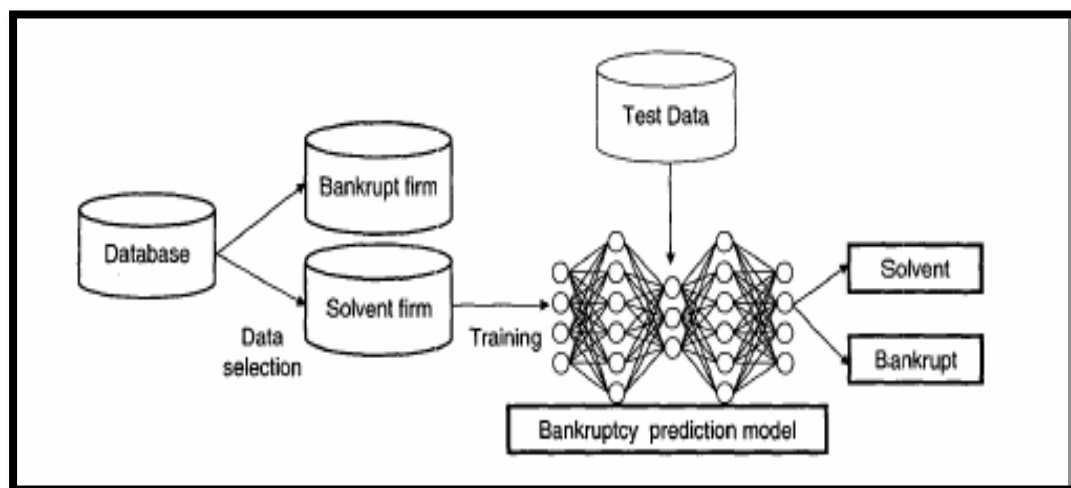 Test Data
Bankrupt firm
Database
Solvent firm
Data
selection
Training
Solvent
Bankrupt
Bankruptcy prediction model